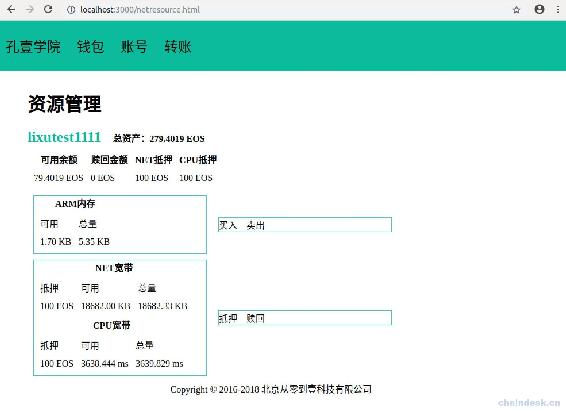 localhost:3000/netresource.html
孔壹学院 钱包 账号 转账
资源管理
lixutest1111 总资产：279.4019 EOS
可用余额 赎回金额 NET抵押 CPU抵押
79.4019 EOS 0 EOS 100 EOS 100 EOS
ARM内存
可用 总量
1.70 KB 5.35 KB
买入 卖出
NET宽带
抵押 可用 总量
100 EOS 18682.00 KB 18682.33 KB
CPU宽带
抵押 可用 总量
100 EOS 3630.444 ms 3639.829 ms
抵押 赎回
Copyright © 2016-2018 北京从零到壹科技有限公司
chaindesk.cn